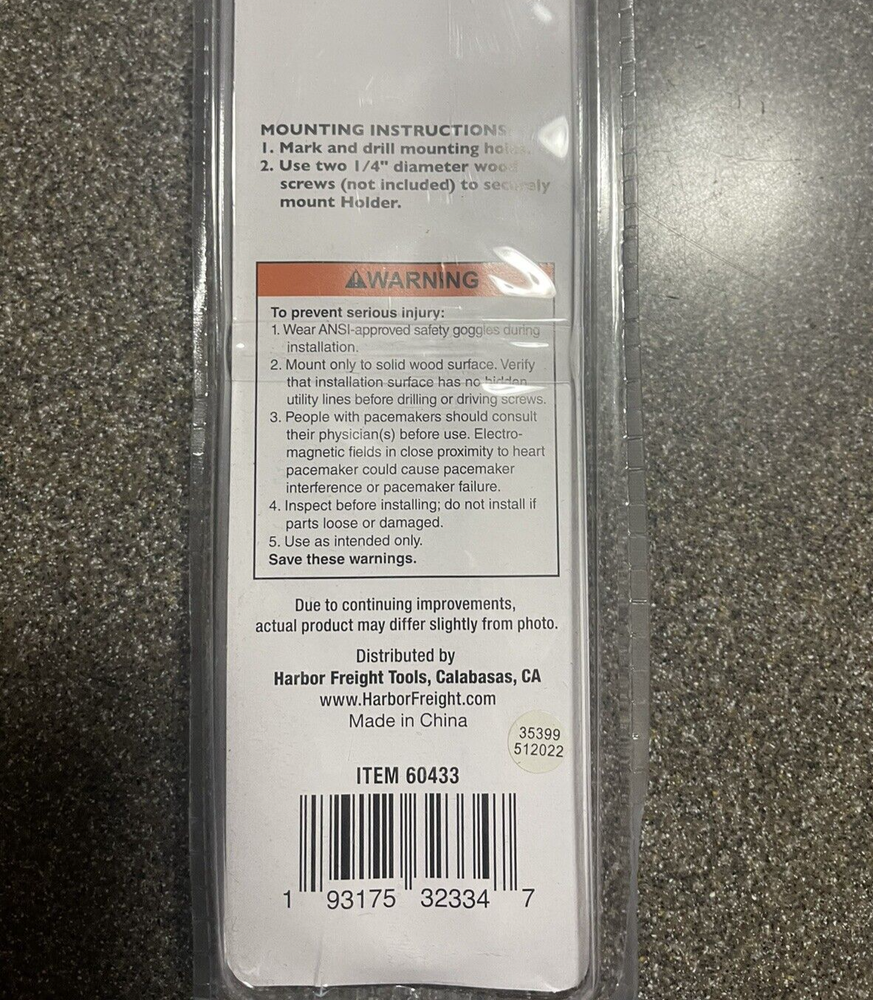 MOUNTING INSTRUCTIONS
1. Mark and drill mounting holes.
2. Use two 1/4" diameter wood
screws (not included) to securely
mount Holder.
⚠WARNING
To prevent serious injury:
1. Wear ANSI-approved safety goggles during
installation.
2. Mount only to solid wood surface. Verify
that installation surface has no hidden
utility lines before drilling or driving screws.
3. People with pacemakers should consult
their physician(s) before use. Electro-
magnetic fields in close proximity to heart
pacemaker could cause pacemaker
interference or pacemaker failure.
4. Inspect before installing; do not install if
parts loose or damaged.
5. Use as intended only.
Save these warnings.
Due to continuing improvements,
actual product may differ slightly from photo.
Distributed by
Harbor Freight Tools, Calabasas, CA
www.HarborFreight.com
Made in China
35399
512022
ITEM 60433
1 93175 32334 7